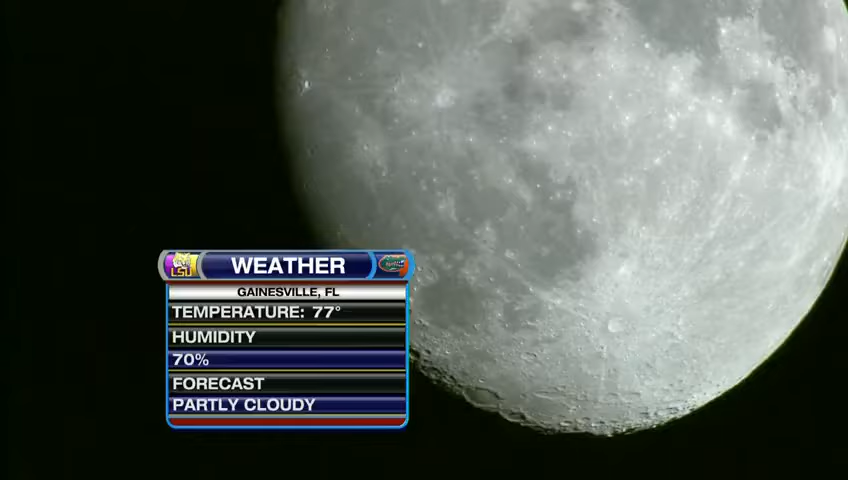 LSU
WEATHER
GAINESVILLE, FL
TEMPERATURE: 77°
HUMIDITY
70%
FORECAST
PARTLY CLOUDY